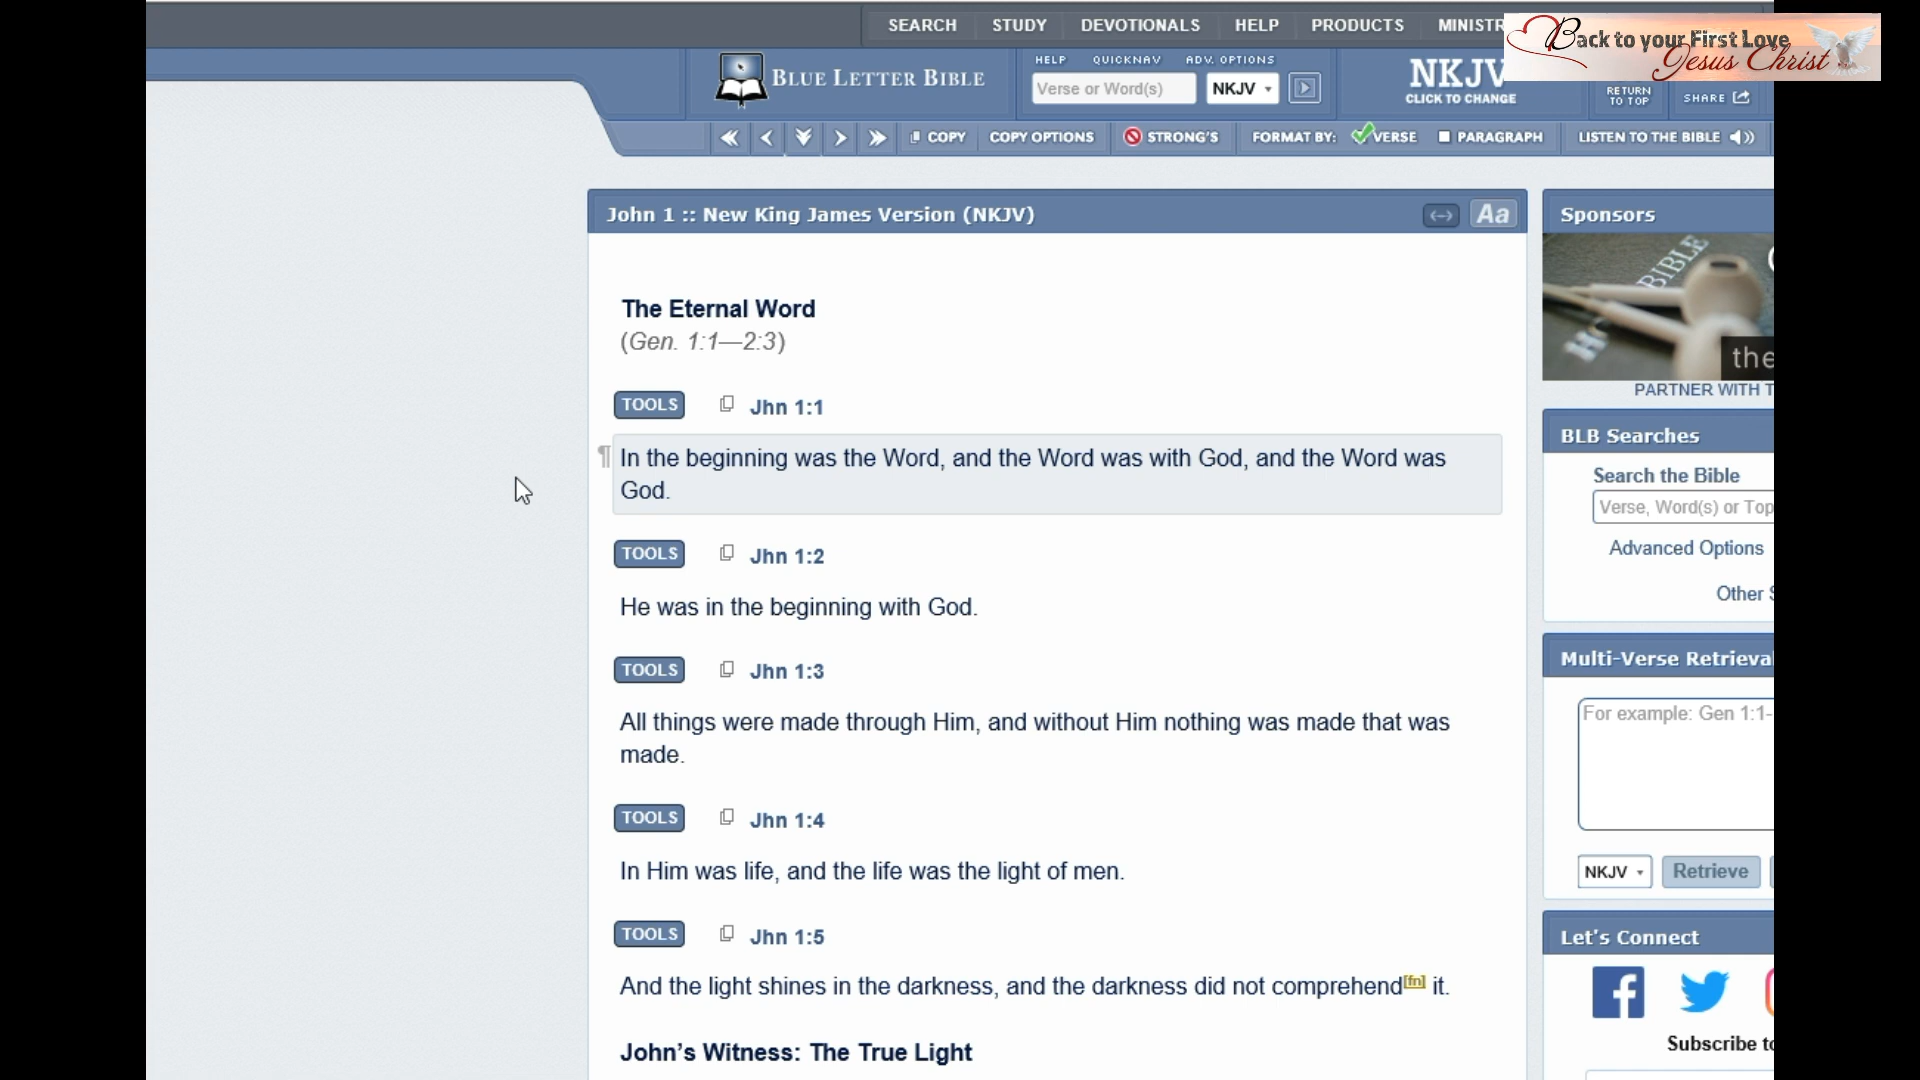 SEARCH STUDY DEVOTIONALS HELP PRODUCTS MINISTR
Back to your First Love
Jesus Christ
BLUE LETTER BIBLE
HELP QUICKNAV ADV. OPTIONS
Verse or Word(s) NKJV
NKJV
CLICK TO CHANGE
RETURN
TO TOP
SHARE
COPY COPY OPTIONS STRONG'S FORMAT BY: VERSE PARAGRAPH LISTEN TO THE BIBLE
John 1 :: New King James Version (NKJV)
Aa
The Eternal Word
(Gen. 1:1—2:3)
TOOLS Jhn 1:1
¶ In the beginning was the Word, and the Word was with God, and the Word was
God.
TOOLS Jhn 1:2
He was in the beginning with God.
TOOLS Jhn 1:3
All things were made through Him, and without Him nothing was made that was
made.
TOOLS Jhn 1:4
In Him was life, and the life was the light of men.
TOOLS Jhn 1:5
And the light shines in the darkness, and the darkness did not comprehend[fn] it.
John’s Witness: The True Light
Sponsors
BIBLE
the
PARTNER WITH T
BLB Searches
Search the Bible
Verse, Word(s) or Top
Advanced Options
Other S
Multi-Verse Retrieval
For example: Gen 1:1-
NKJV Retrieve
Let's Connect
Subscribe to